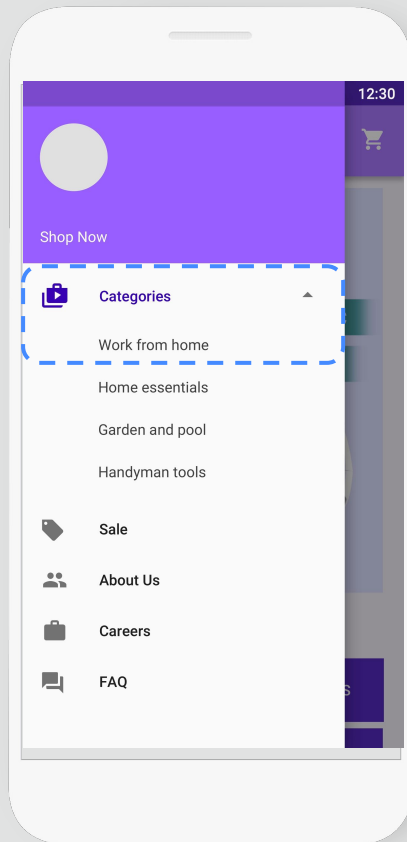 12:30
Shop Now
Categories
Work from home
Home essentials
Garden and pool
Handyman tools
Sale
About Us
Careers
FAQ
S